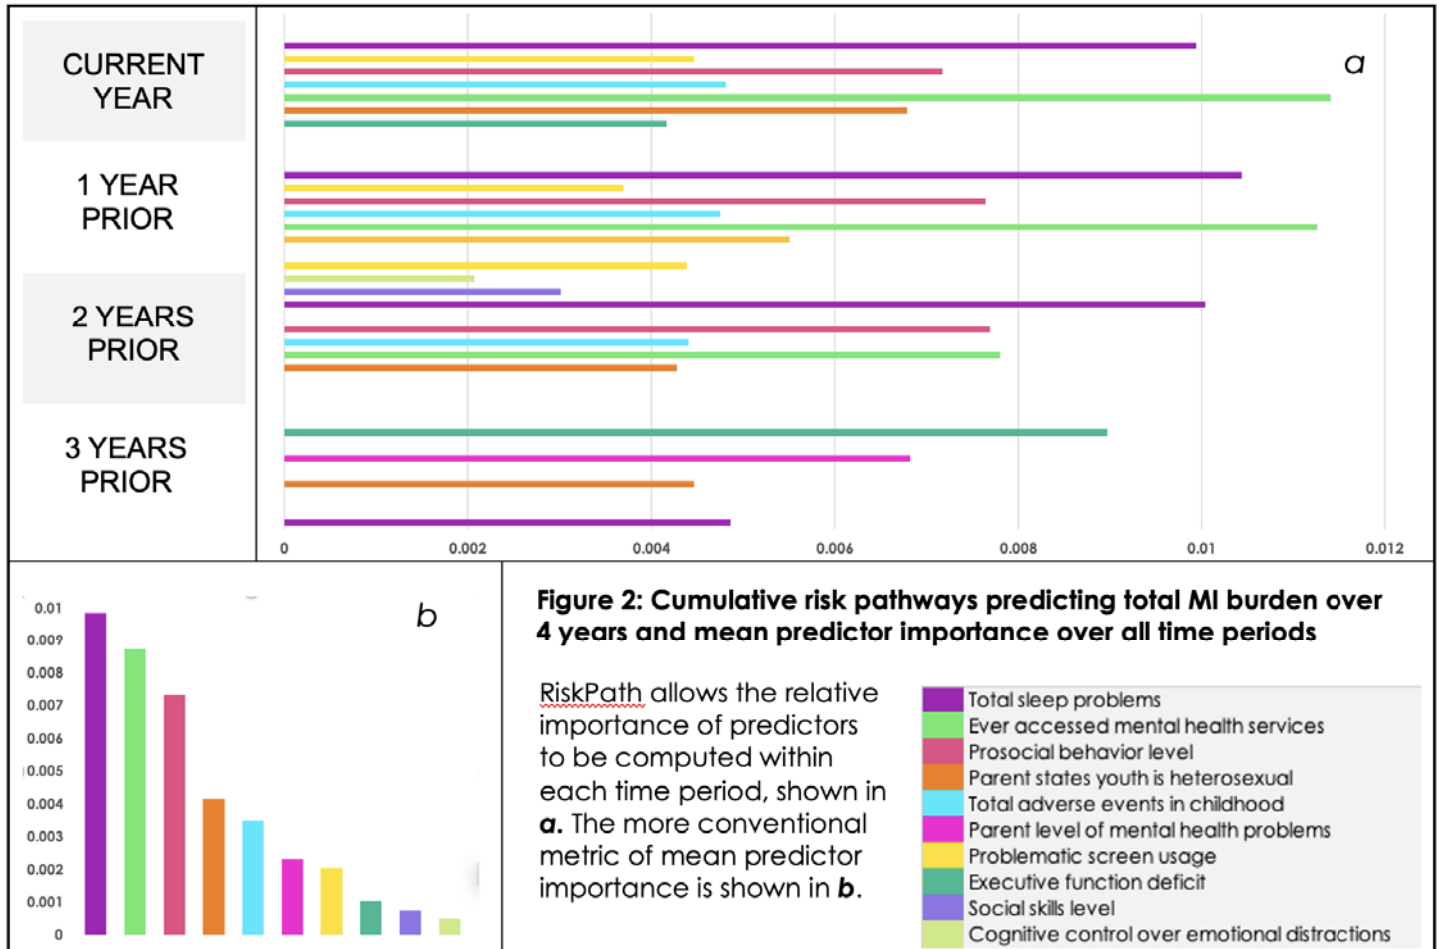 CURRENT
YEAR
1 YEAR
PRIOR
2 YEARS
PRIOR
3 YEARS
PRIOR
a
0 0.002 0.004 0.006 0.008 0.01 0.012
b
0.01
0.009
0.008
0.007
0.006
0.005
0.004
0.003
0.002
0.001
0
Figure 2: Cumulative risk pathways predicting total MI burden over
4 years and mean predictor importance over all time periods
RiskPath allows the relative
importance of predictors
to be computed within
each time period, shown in
a. The more conventional
metric of mean predictor
importance is shown in b.
Total sleep problems
Ever accessed mental health services
Prosocial behavior level
Parent states youth is heterosexual
Total adverse events in childhood
Parent level of mental health problems
Problematic screen usage
Executive function deficit
Social skills level
Cognitive control over emotional distractions